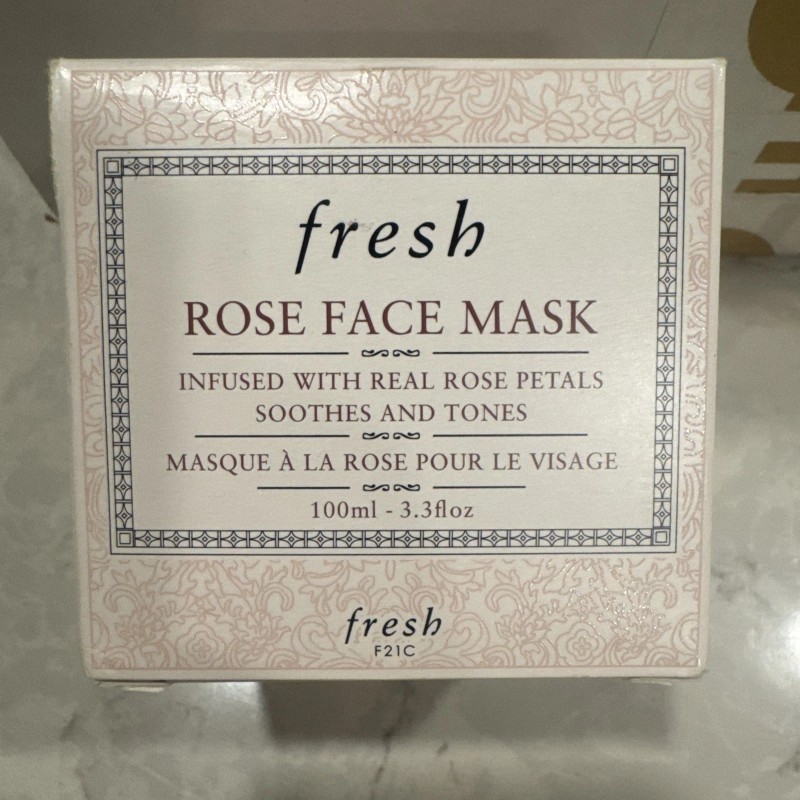 fresh
ROSE FACE MASK
INFUSED WITH REAL ROSE PETALS
SOOTHES AND TONES
MASQUE À LA ROSE POUR LE VISAGE
100ml - 3.3floz
fresh
F21C